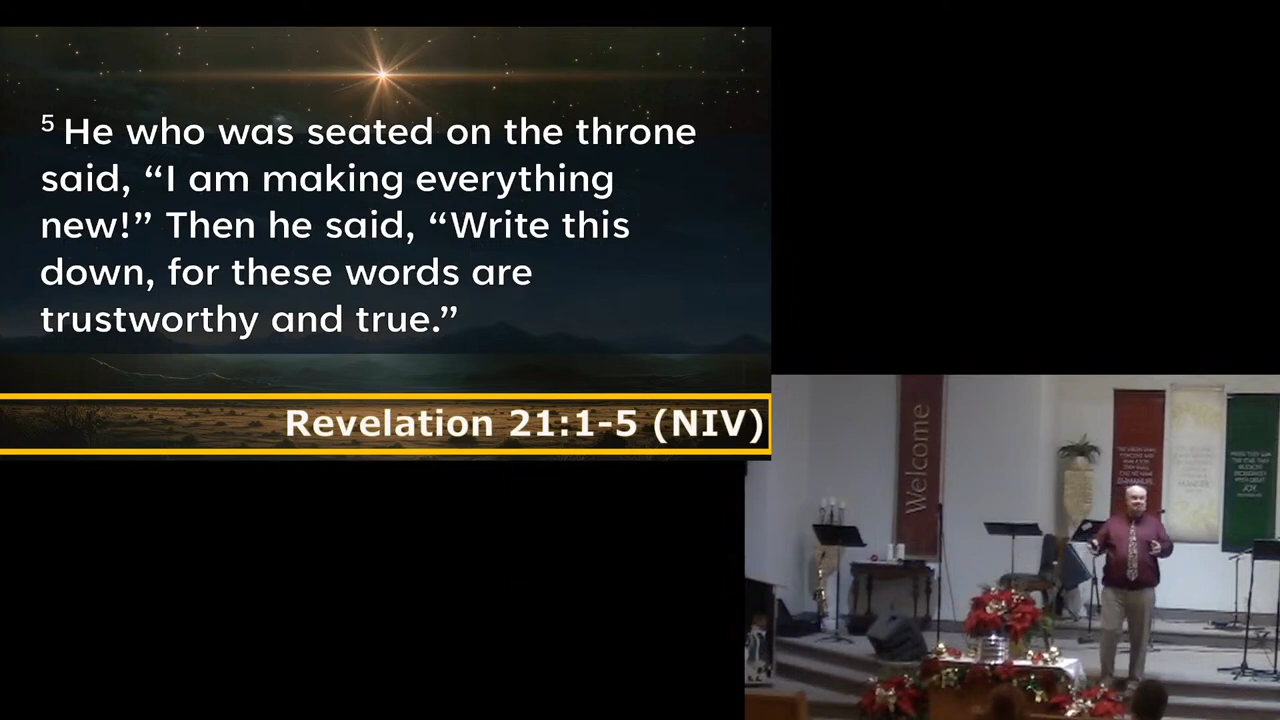 5 He who was seated on the throne
said, “I am making everything
new!” Then he said, “Write this
down, for these words are
trustworthy and true.”
Revelation 21:1-5 (NIV)
Welcome